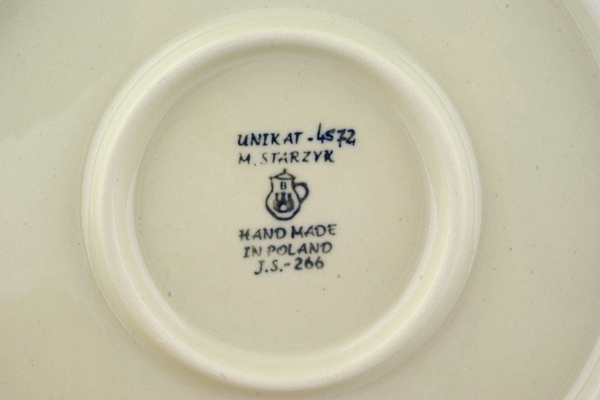 UNIKAT-4572
M. STARZYK
B
HAND MADE
IN POLAND
J.S.-266